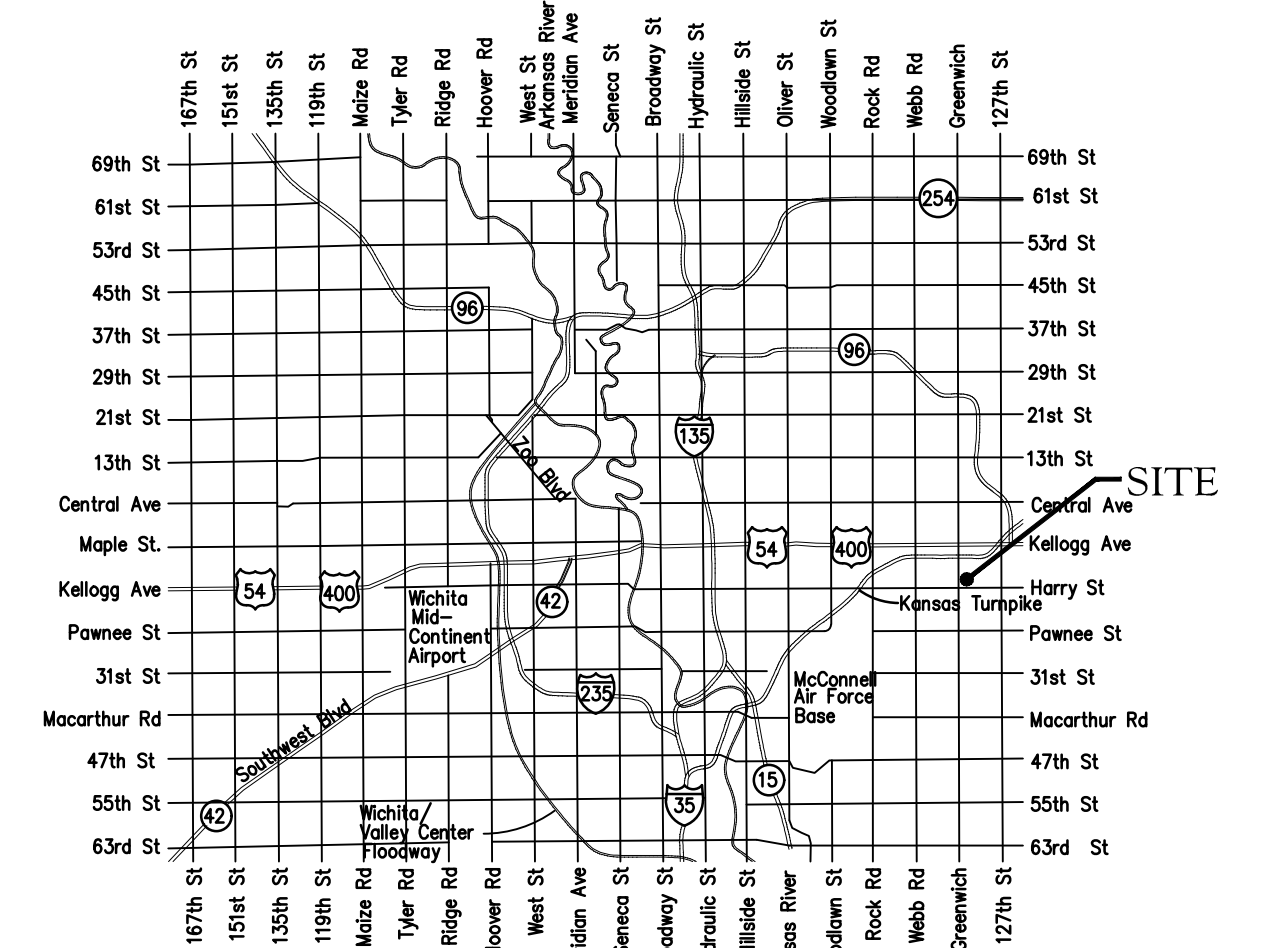 167th St
151st St
135th St
119th St
Maize Rd
Tyler Rd
Ridge Rd
Hoover Rd
West St
Arkansas River
Meridian Ave
Seneca St
Broadway St
Hydraulic St
Hillside St
Oliver St
Woodlawn St
Rock Rd
Webb Rd
Greenwich
127th St
69th St
69th St
61st St
254
61st St
53rd St
53rd St
45th St
45th St
96
37th St
37th St
96
29th St
29th St
21st St
21st St
135
13th St
13th St
Zoo Blvd
SITE
Central Ave
Central Ave
Maple St.
54
400
Kellogg Ave
Kellogg Ave
54
400
Harry St
42
Wichita
Mid-
Continent
Airport
Kansas Turnpike
Pawnee St
Pawnee St
31st St
31st St
235
McConnell
Air Force
Base
Macarthur Rd
Macarthur Rd
Southwest Blvd
47th St
47th St
15
55th St
55th St
35
42
Wichita/
Valley Center
Floodway
63rd St
63rd St
167th St
151st St
135th St
119th St
Maize Rd
Tyler Rd
Ridge Rd
Hoover Rd
West St
idian Ave
Seneca St
adway St
draulic St
Hillside St
sas River
odlawn St
Rock Rd
Webb Rd
Greenwich
127th St